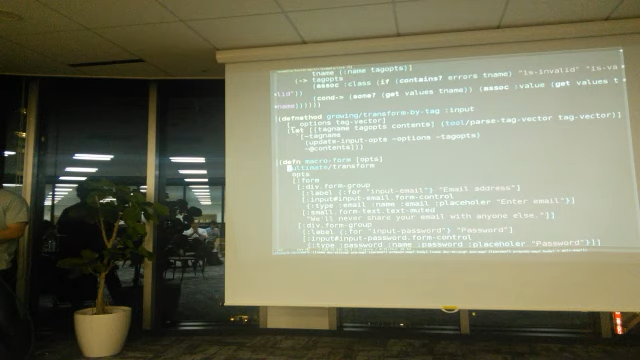 tname (:name tagopts)]
(-> tagopts
(assoc :class (if (contains? errors tname) "is-invalid" "is-va
lid"))
(cond-> (some? (get values tname)) (assoc :value (get values t
name))))))
(defmethod growing/transform-by-tag :input
[_ options tag-vector]
(let [[tagname tagopts contents] (tool/parse-tag-vector tag-vector)]
`[~tagname
(update-input-opts ~options ~tagopts)
~@contents]))
(defn macro-form [opts]
ultimate/transform
opts
[:form
[:div.form-group
[:label {:for "input-email"} "Email address"]
[:input#input-email.form-control
{:type :email :name :email :placeholer "Enter email"}]
[:small.form-text.text-muted
"We'll never share your email with anyone else."]]
[:div.form-group
[:label {:for "input-password"} "Password"]
[:input#input-password.form-control
{:type :password :name :password :placeholer "Password"}]]